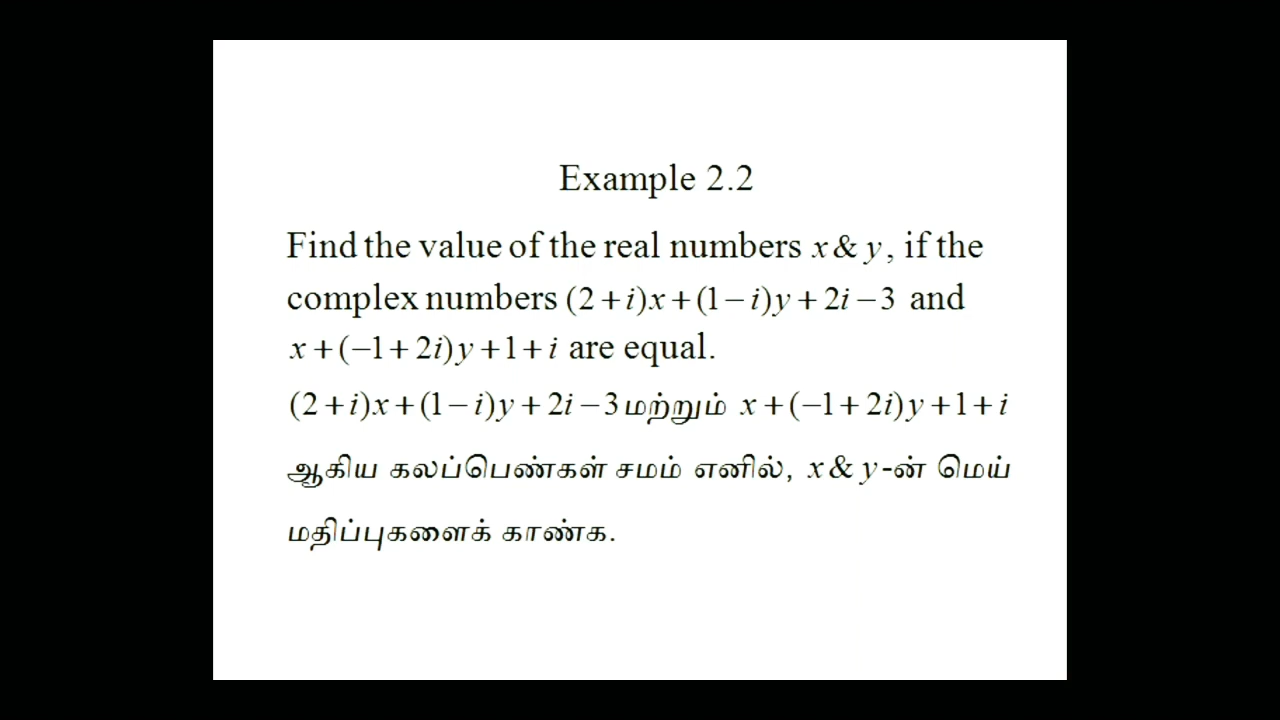 Example 2.2
Find the value of the real numbers x & y, if the
complex numbers (2+i)x+(1−i)y+2i−3 and
x+(−1+2i)y+1+i are equal.
(2+i)x+(1−i)y+2i−3 மற்றும் x+(−1+2i)y+1+i
ஆகிய கலப்பெண்கள் சமம் எனில், x & y-ன் மெய்
மதிப்புகளைக் காண்க.